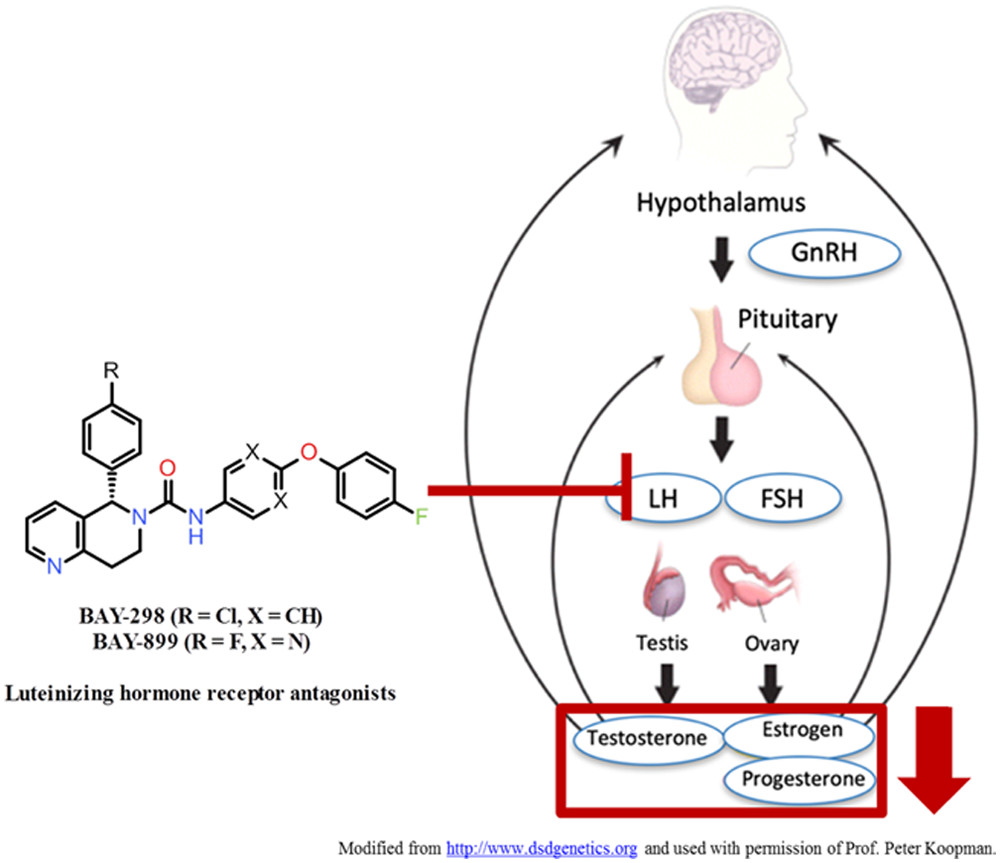 Hypothalamus
GnRH
Pituitary
R
X
O
O
X
N
N
H
F
N
LH
FSH
BAY-298 (R = Cl, X = CH)
BAY-899 (R = F, X = N)
Testis
Ovary
Luteinizing hormone receptor antagonists
Testosterone
Estrogen
Progesterone
Modified from http://www.dsdgenetics.org and used with permission of Prof. Peter Koopman.